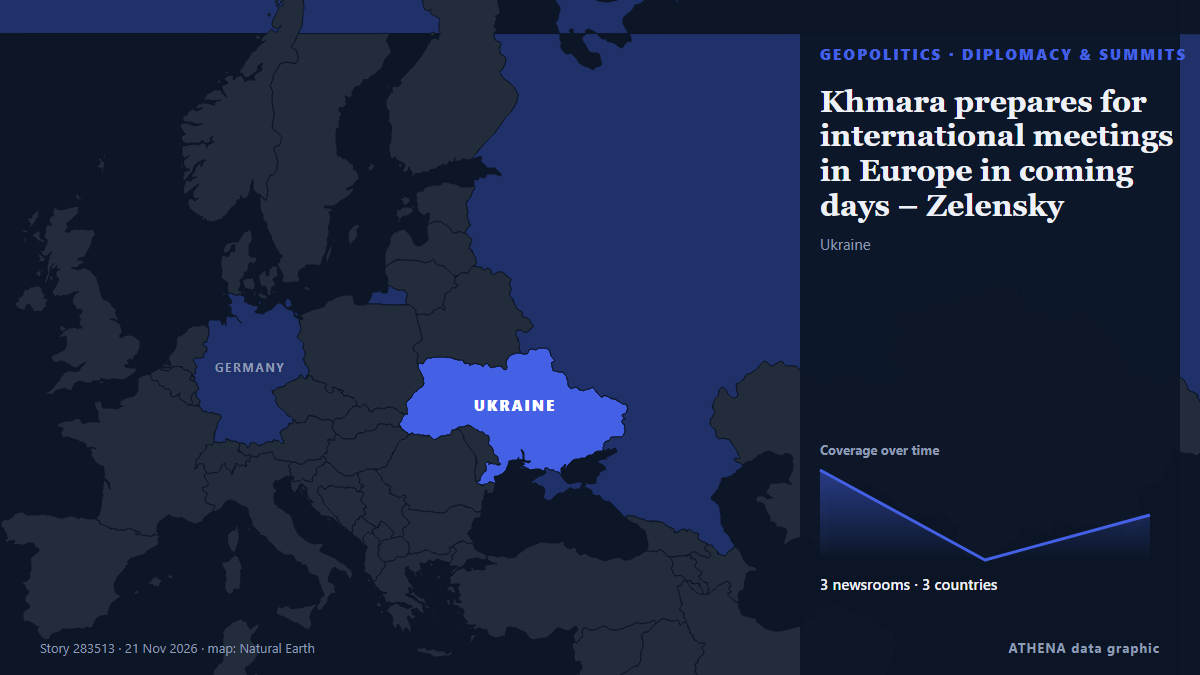 GEOPOLITICS · DIPLOMACY & SUMMITS
Khmara prepares for
international meetings
in Europe in coming
days – Zelensky
Ukraine
GERMANY
UKRAINE
Coverage over time
3 newsrooms · 3 countries
Story 283513 · 21 Nov 2026 · map: Natural Earth
ATHENA data graphic